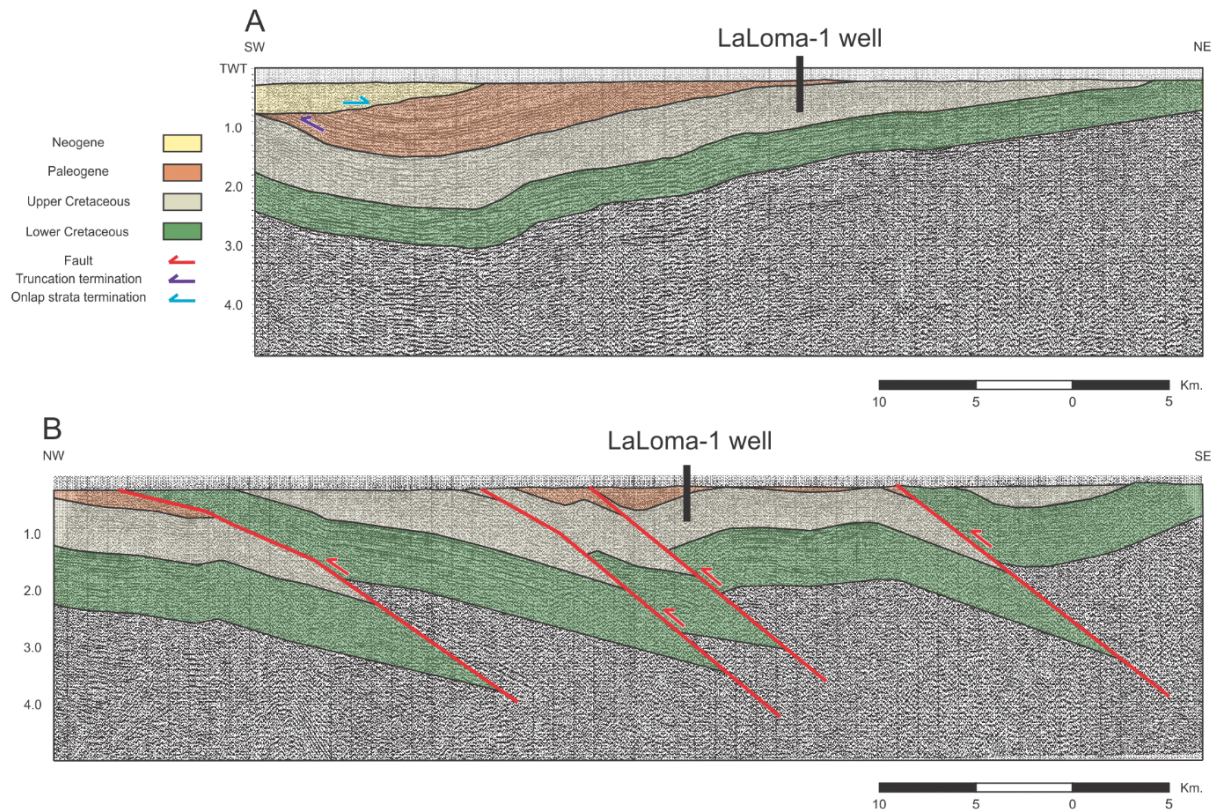 A
SW
LaLoma-1 well
NE
TWT
1.0
2.0
3.0
4.0
Neogene
Paleogene
Upper Cretaceous
Lower Cretaceous
Fault
Truncation termination
Onlap strata termination
10 5 0 5 Km.
B
NW
LaLoma-1 well
SE
1.0
2.0
3.0
4.0
10 5 0 5 Km.